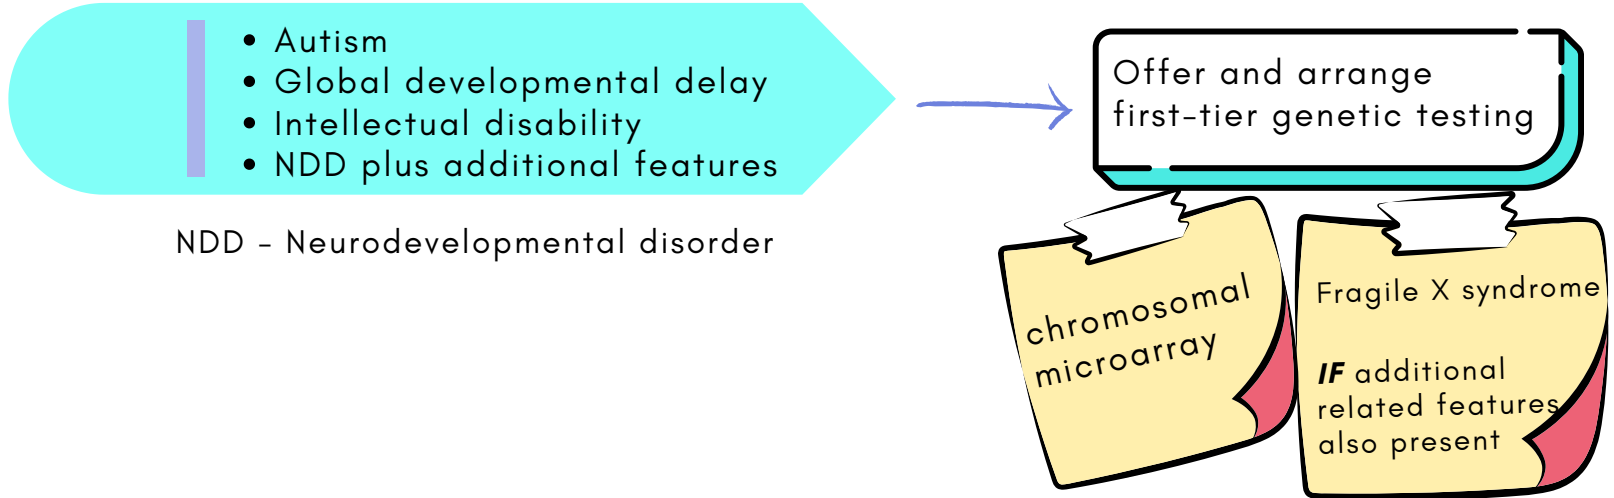 • Autism
• Global developmental delay
• Intellectual disability
• NDD plus additional features
NDD - Neurodevelopmental disorder
Offer and arrange
first-tier genetic testing
chromosomal
microarray
Fragile X syndrome
IF additional
related features
also present